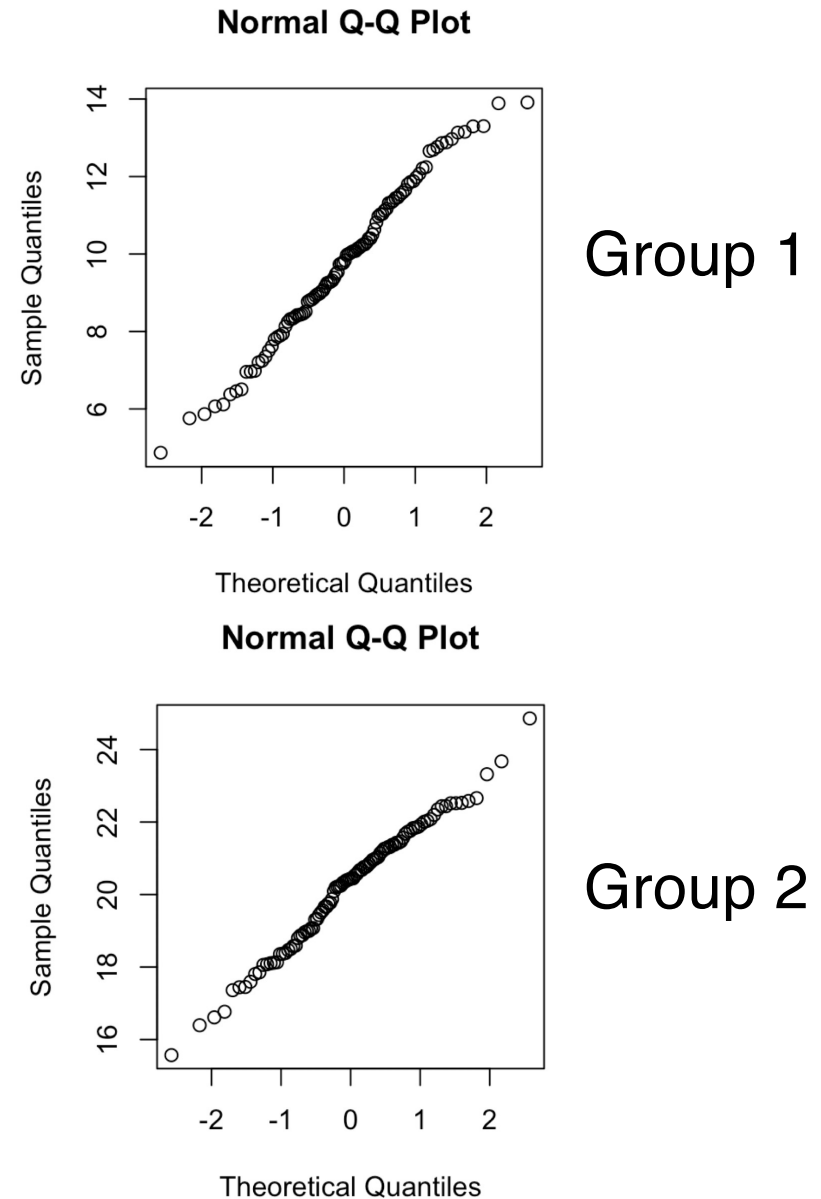 Normal Q-Q Plot
14
12
10
8
6
Sample Quantiles
-2 -1 0 1 2
Theoretical Quantiles
Group 1
Normal Q-Q Plot
24
22
20
18
16
Sample Quantiles
-2 -1 0 1 2
Theoretical Quantiles
Group 2